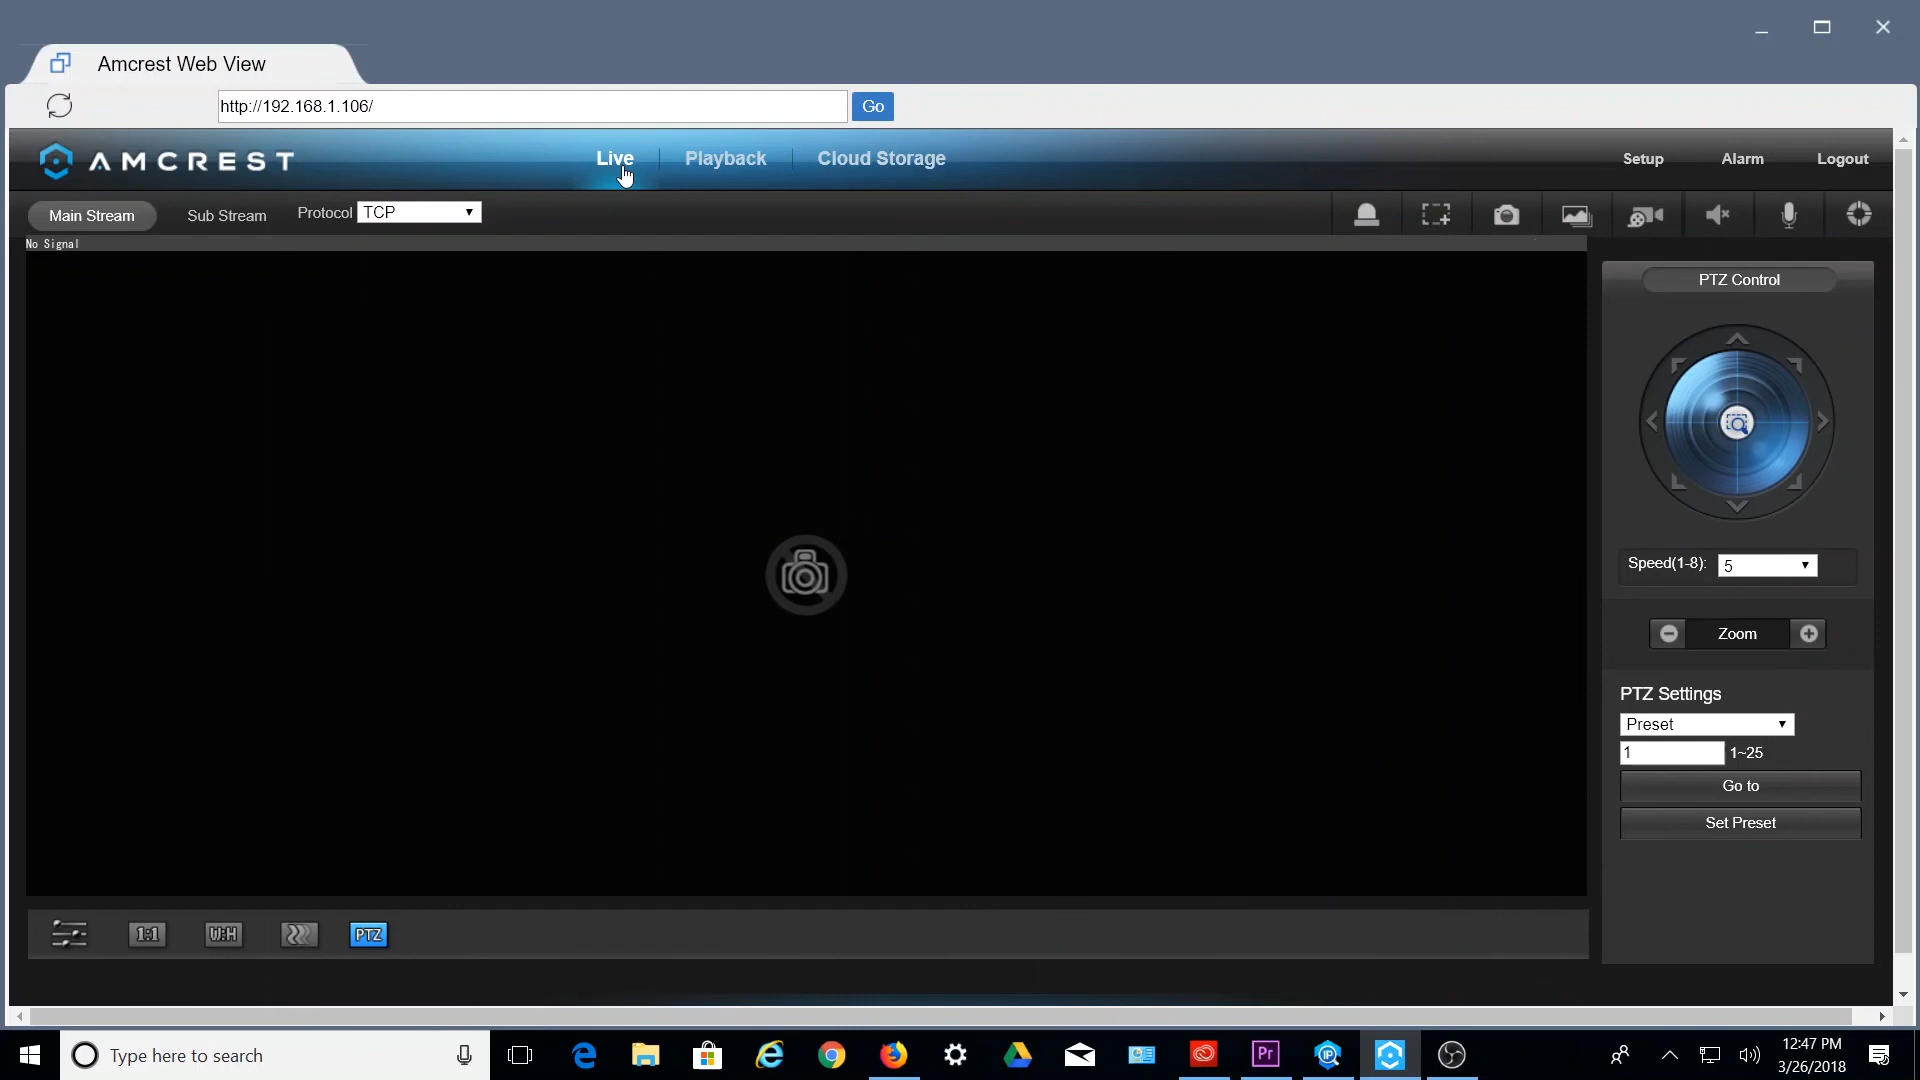 Amcrest Web View
http://192.168.1.106/
Go
AMCREST
Live
Playback
Cloud Storage
Setup
Alarm
Logout
Main Stream
Sub Stream
Protocol
TCP
No Signal
PTZ Control
Speed(1-8):
5
Zoom
PTZ Settings
Preset
1
1~25
Go to
Set Preset
1:1
W:H
PTZ
Type here to search
Pr
IP
12:47 PM
3/26/2018